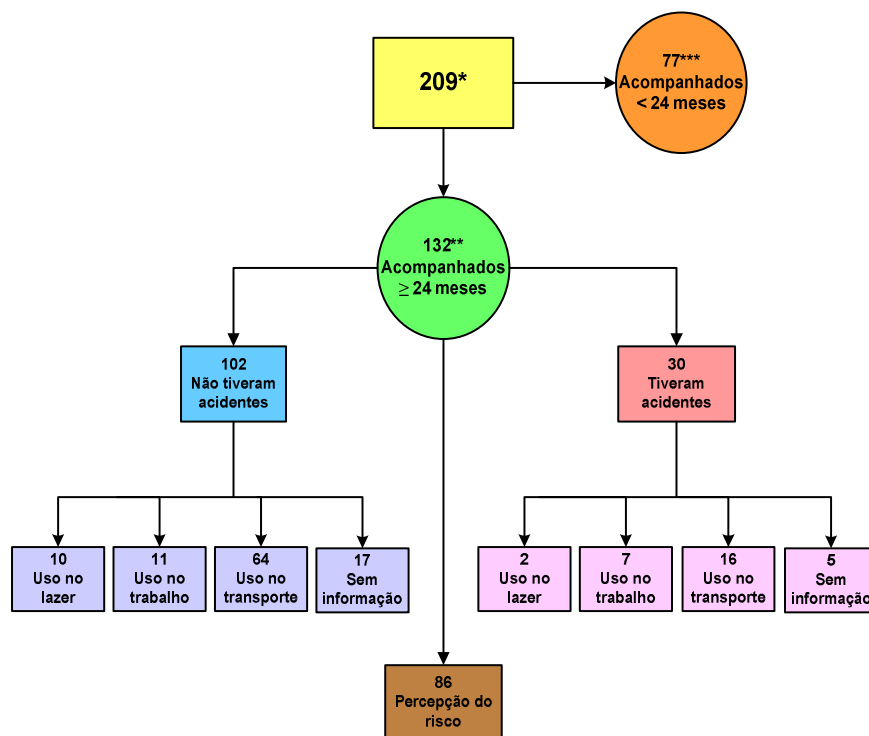 209*
77***
Acompanhados
< 24 meses
132**
Acompanhados
≥ 24 meses
102
Não tiveram
acidentes
30
Tiveram
acidentes
10
Uso no
lazer
11
Uso no
trabalho
64
Uso no
transporte
17
Sem
informação
2
Uso no
lazer
7
Uso no
trabalho
16
Uso no
transporte
5
Sem
informação
86
Percepção do
risco